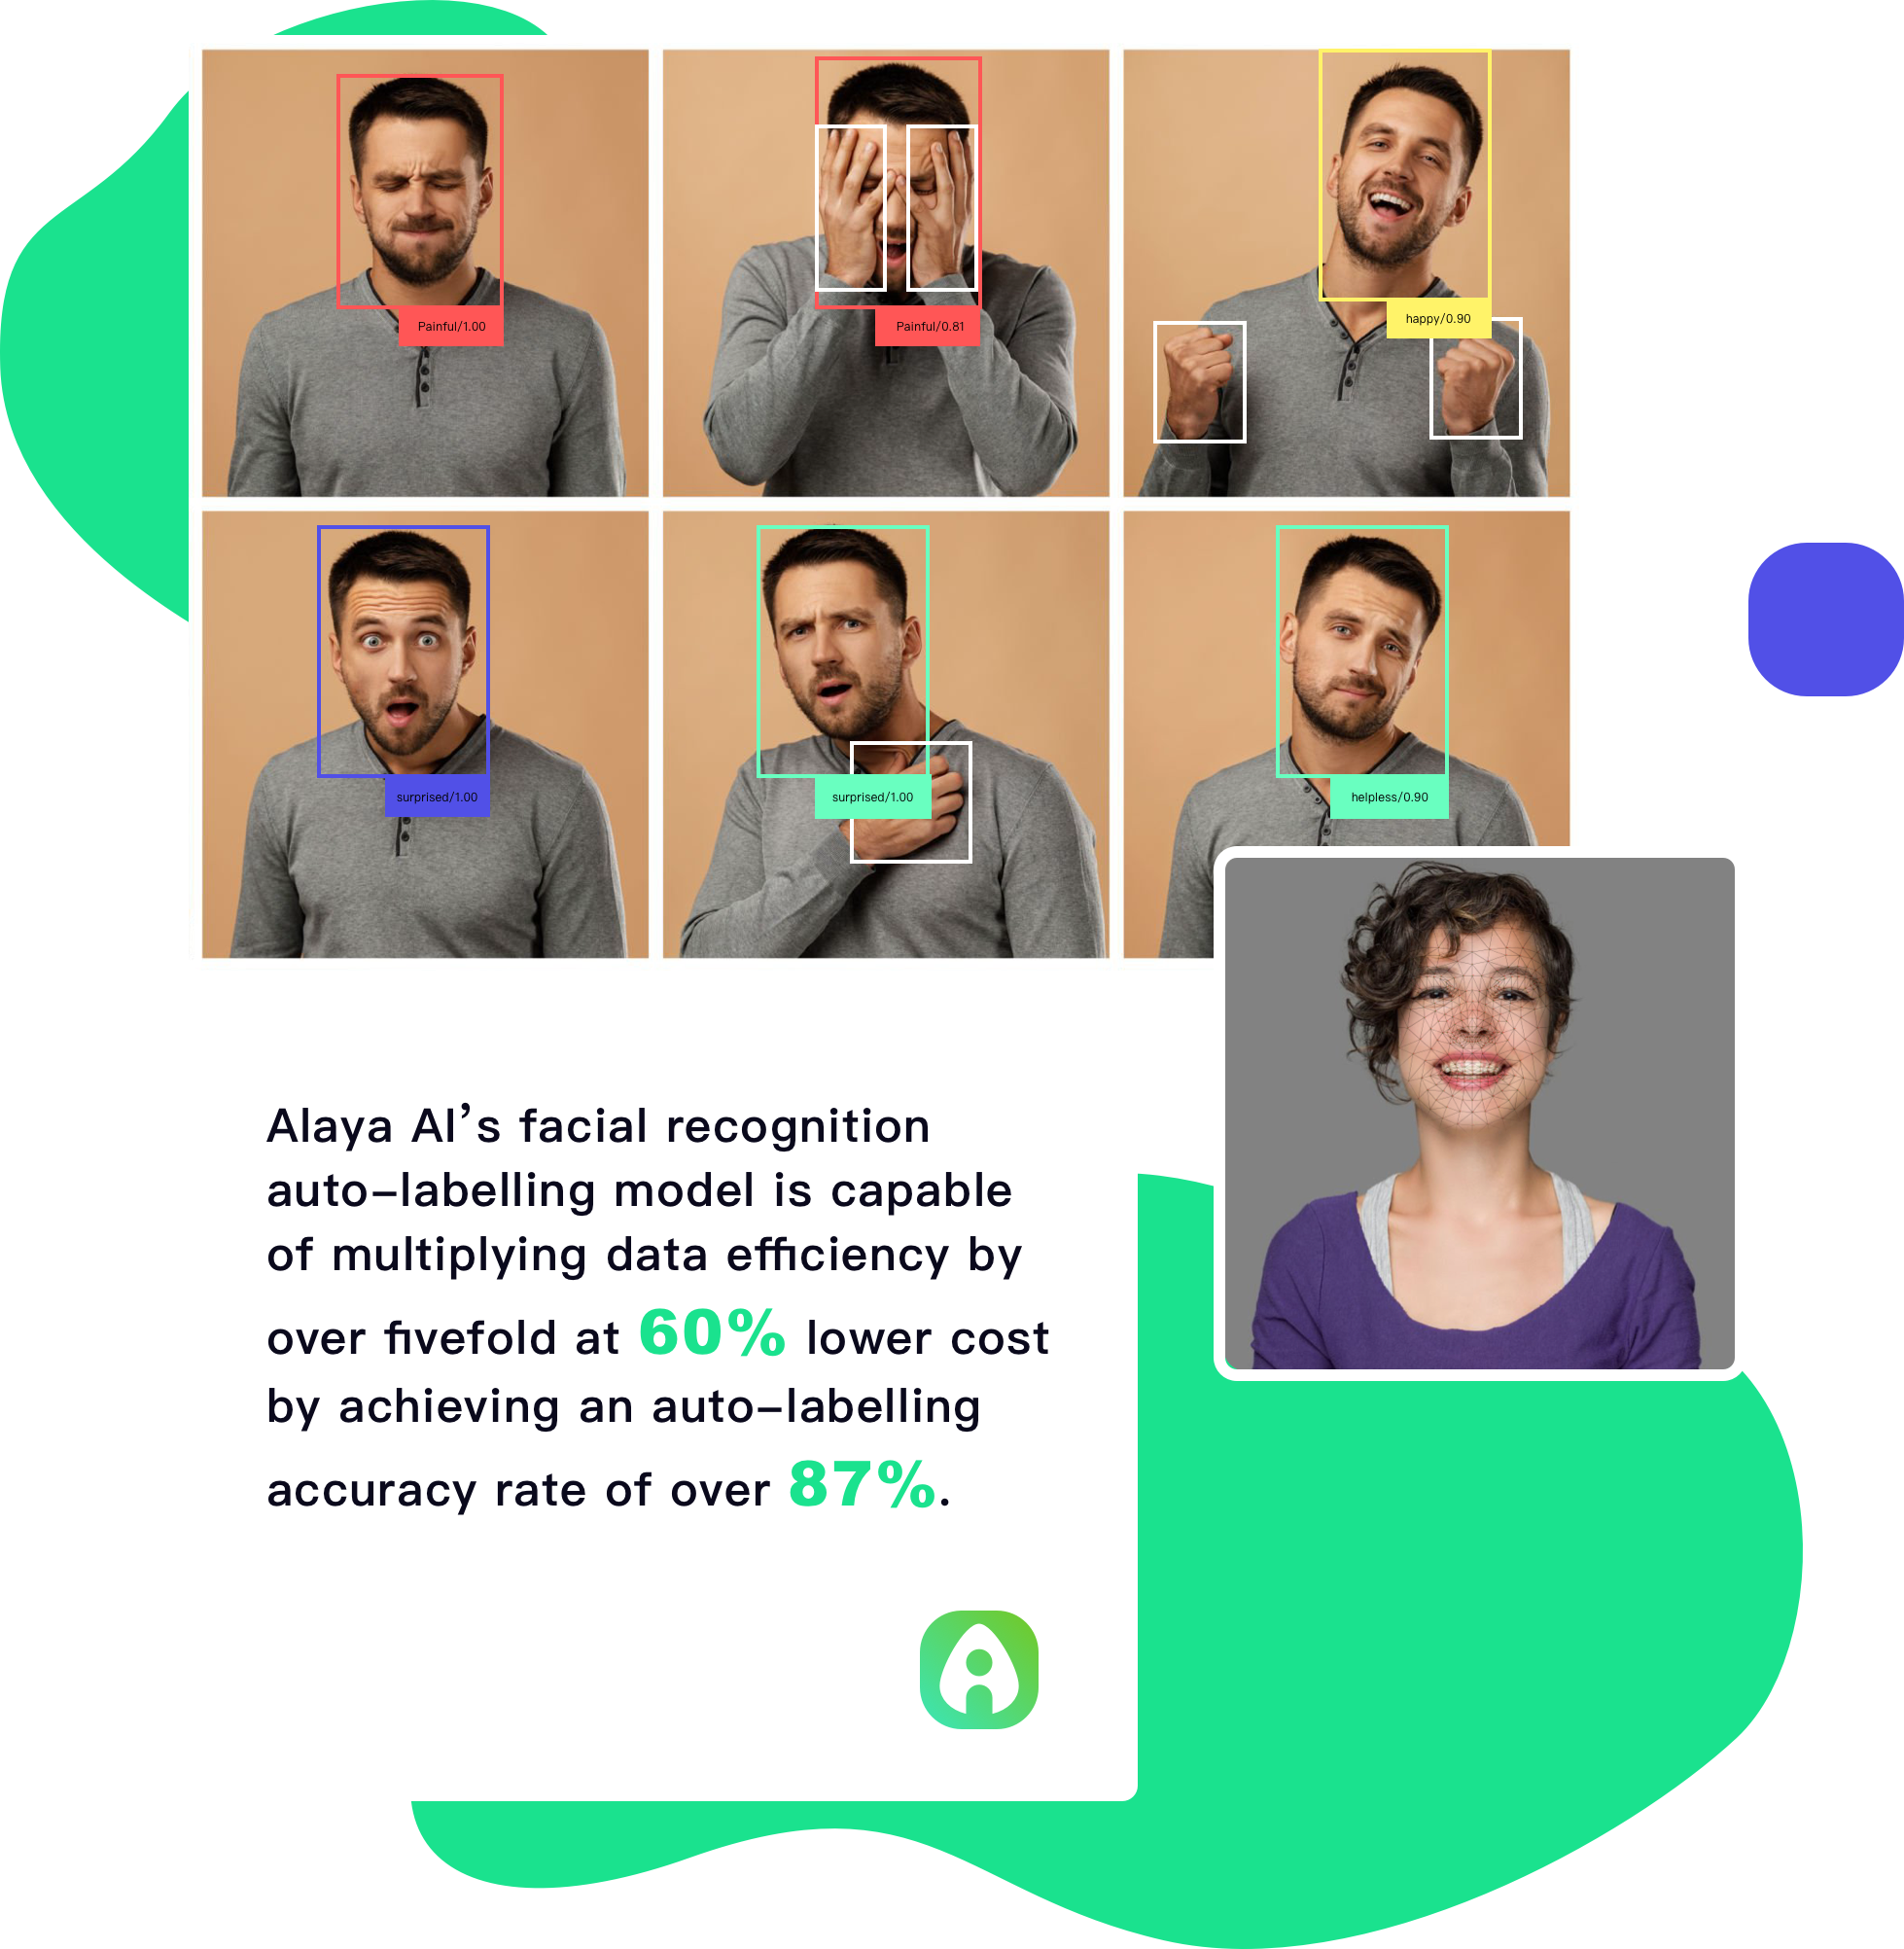 Painful/1.00
Painful/0.81
happy/0.90
surprised/1.00
surprised/1.00
helpless/0.90
Alaya AI’s facial recognition
auto–labelling model is capable
of multiplying data efficiency by
over fivefold at 60% lower cost
by achieving an auto–labelling
accuracy rate of over 87%.